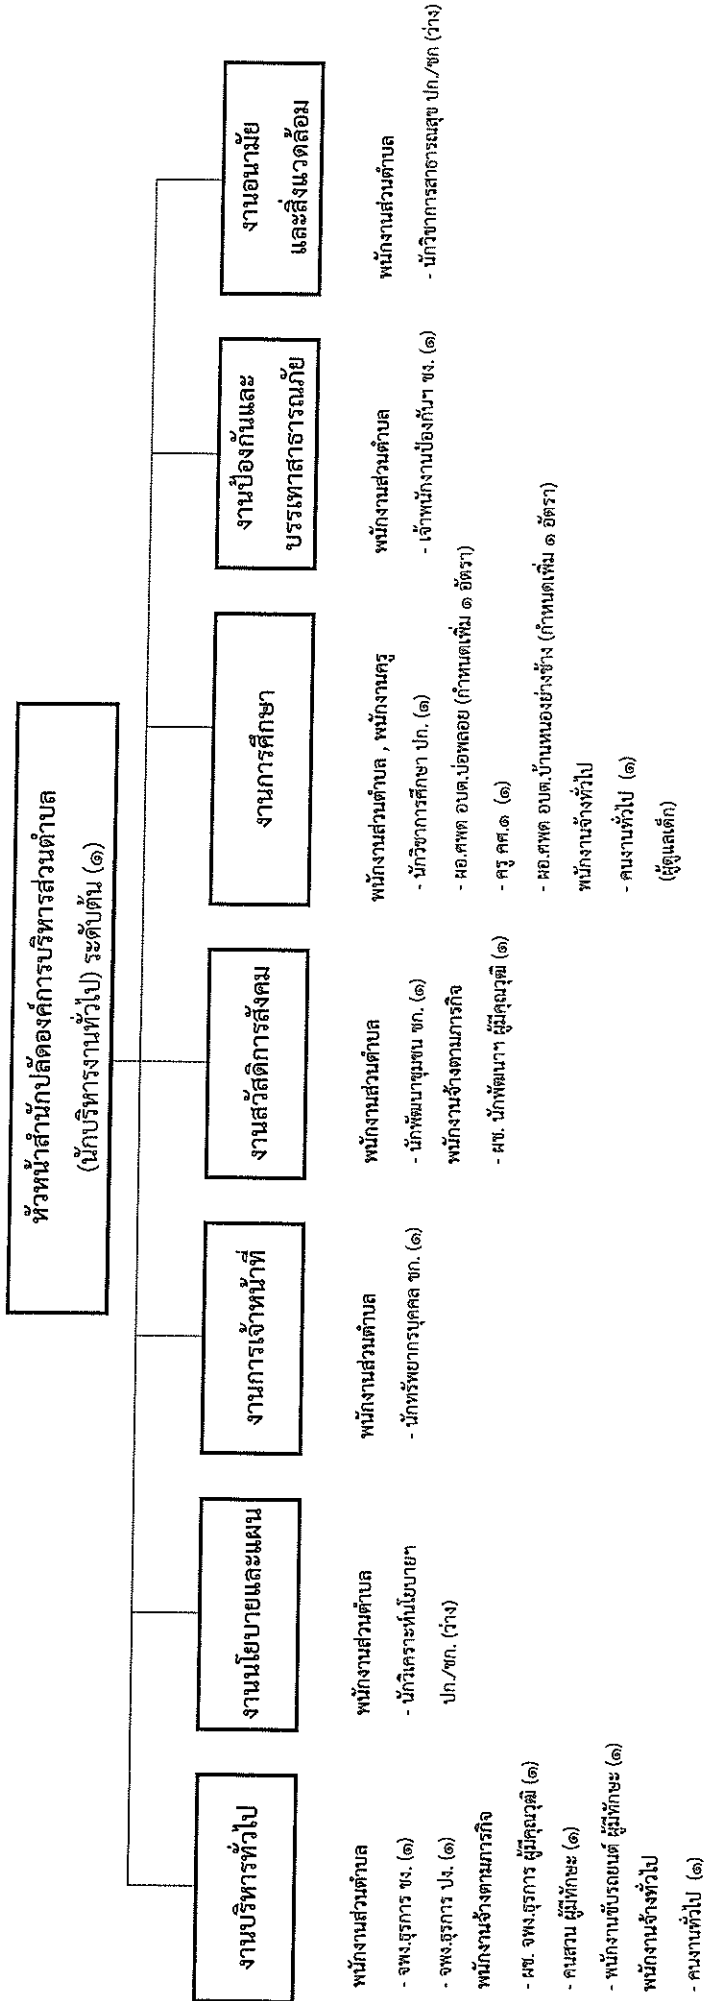 หัวหน้าสำนักปลัดองค์การบริหารส่วนตำบล
(นักบริหารงานทั่วไป) ระดับต้น (๑)
งานบริหารทั่วไป
พนักงานส่วนตำบล
- จพง.ธุรการ ชง. (๑)
- จพง.ธุรการ ปง. (๑)
พนักงานจ้างตามภารกิจ
- ผช. จพง.ธุรการ ผู้มีคุณวุฒิ (๑)
- คนสวน ผู้มีทักษะ (๑)
- พนักงานขับรถยนต์ ผู้มีทักษะ (๑)
พนักงานจ้างทั่วไป
- คนงานทั่วไป (๑)
งานนโยบายและแผน
พนักงานส่วนตำบล
- นักวิเคราะห์นโยบายฯ
ปก./ชก. (ว่าง)
งานการเจ้าหน้าที่
พนักงานส่วนตำบล
- นักทรัพยากรบุคคล ชก. (๑)
งานสวัสดิการสังคม
พนักงานส่วนตำบล
- นักพัฒนาชุมชน ชก. (๑)
พนักงานจ้างตามภารกิจ
- ผช. นักพัฒนาฯ ผู้มีคุณวุฒิ (๑)
งานการศึกษา
พนักงานส่วนตำบล , พนักงานครู
- นักวิชาการศึกษา ปก. (๑)
- ผอ.ศพด อบต.บ่อพลอย (กำหนดเพิ่ม ๑ อัตรา)
- ครู คศ.๑ (๑)
- ผอ.ศพด อบต.บ้านหนองย่างช้าง (กำหนดเพิ่ม ๑ อัตรา)
พนักงานจ้างทั่วไป
- คนงานทั่วไป (๑)
(ผู้ดูแลเด็ก)
งานป้องกันและ
บรรเทาสาธารณภัย
พนักงานส่วนตำบล
- เจ้าพนักงานป้องกันฯ ชง. (๑)
งานอนามัย
และสิ่งแวดล้อม
พนักงานส่วนตำบล
- นักวิชาการสาธารณสุข ปก./ชก (ว่าง)